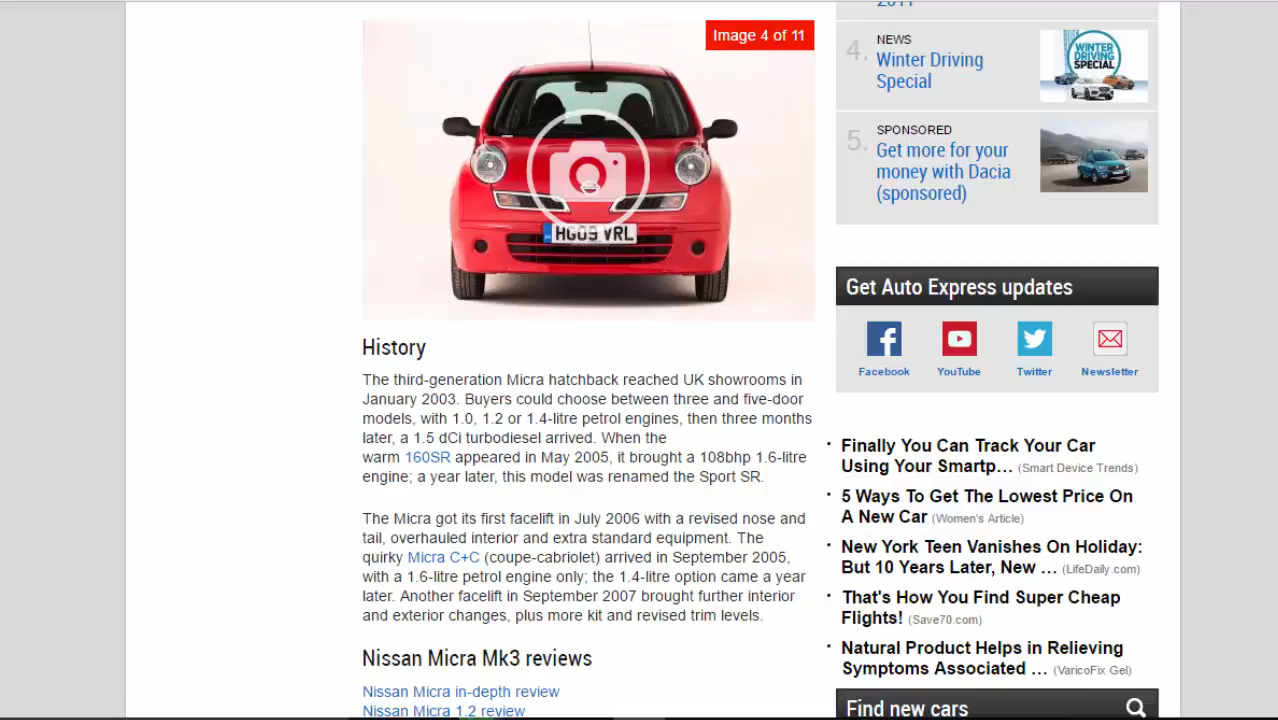 Image 4 of 11
HG09 VRL
History
The third-generation Micra hatchback reached UK showrooms in
January 2003. Buyers could choose between three and five-door
models, with 1.0, 1.2 or 1.4-litre petrol engines, then three months
later, a 1.5 dCi turbodiesel arrived. When the
warm 160SR appeared in May 2005, it brought a 108bhp 1.6-litre
engine; a year later, this model was renamed the Sport SR.
The Micra got its first facelift in July 2006 with a revised nose and
tail, overhauled interior and extra standard equipment. The
quirky Micra C+C (coupe-cabriolet) arrived in September 2005,
with a 1.6-litre petrol engine only; the 1.4-litre option came a year
later. Another facelift in September 2007 brought further interior
and exterior changes, plus more kit and revised trim levels.
Nissan Micra Mk3 reviews
Nissan Micra in-depth review
Nissan Micra 1.2 review
4.
NEWS
Winter Driving
Special
WINTER
DRIVING
SPECIAL
5.
SPONSORED
Get more for your
money with Dacia
(sponsored)
Get Auto Express updates
Facebook
YouTube
Twitter
Newsletter
Finally You Can Track Your Car
Using Your Smartp… (Smart Device Trends)
5 Ways To Get The Lowest Price On
A New Car (Women's Article)
New York Teen Vanishes On Holiday:
But 10 Years Later, New … (LifeDaily.com)
That's How You Find Super Cheap
Flights! (Save70.com)
Natural Product Helps in Relieving
Symptoms Associated … (VaricoFix Gel)
Find new cars